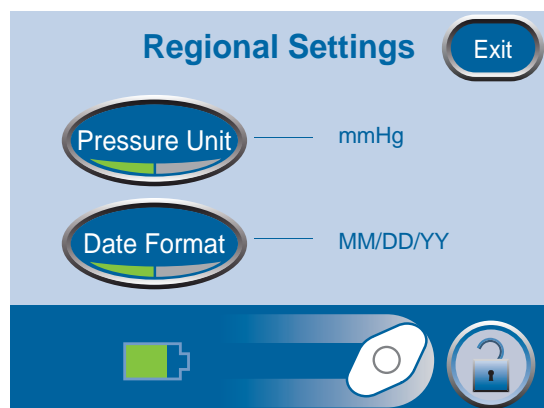 Regional Settings
Exit
Pressure Unit
mmHg
Date Format
MM/DD/YY